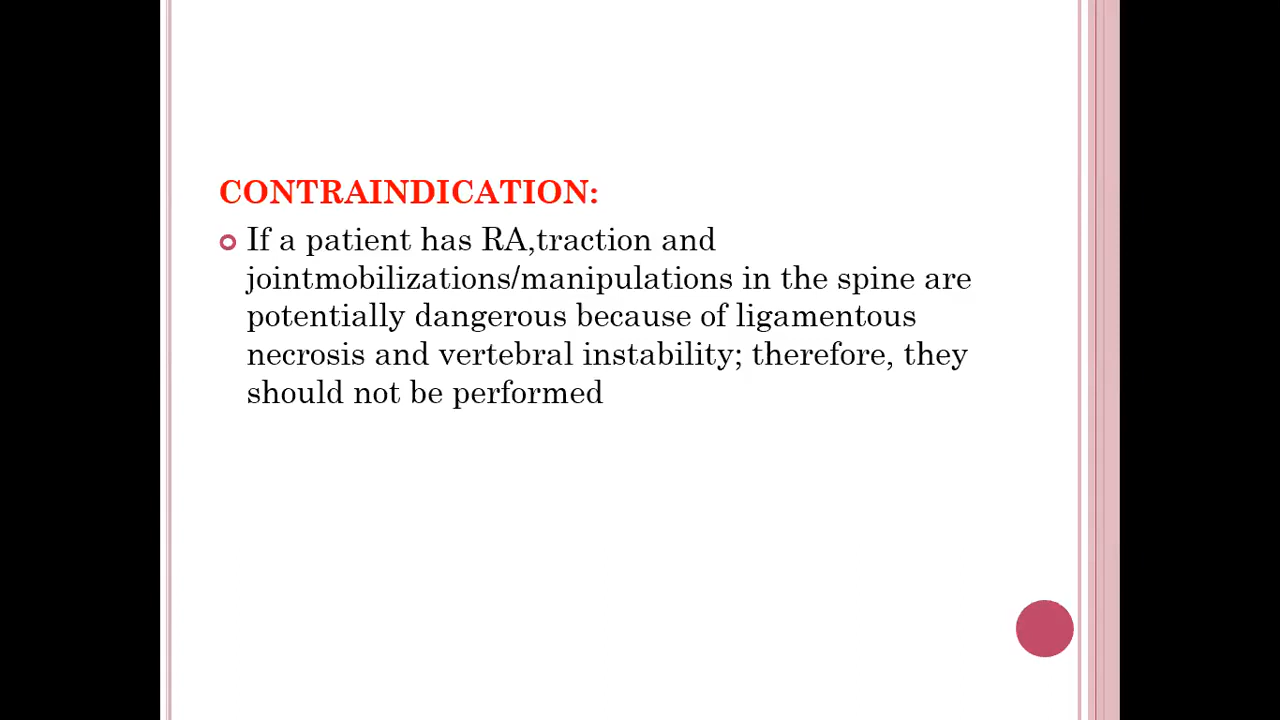 CONTRAINDICATION:
If a patient has RA,traction and
jointmobilizations/manipulations in the spine are
potentially dangerous because of ligamentous
necrosis and vertebral instability; therefore, they
should not be performed